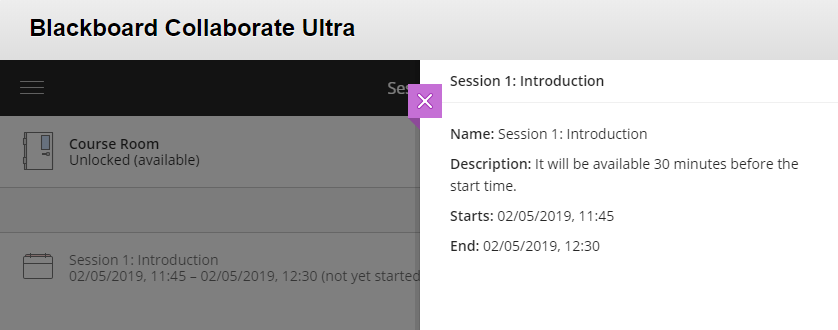 Blackboard Collaborate Ultra
Ses
Course Room
Unlocked (available)
Session 1: Introduction
02/05/2019, 11:45 – 02/05/2019, 12:30 (not yet started
Session 1: Introduction
Name: Session 1: Introduction
Description: It will be available 30 minutes before the
start time.
Starts: 02/05/2019, 11:45
End: 02/05/2019, 12:30